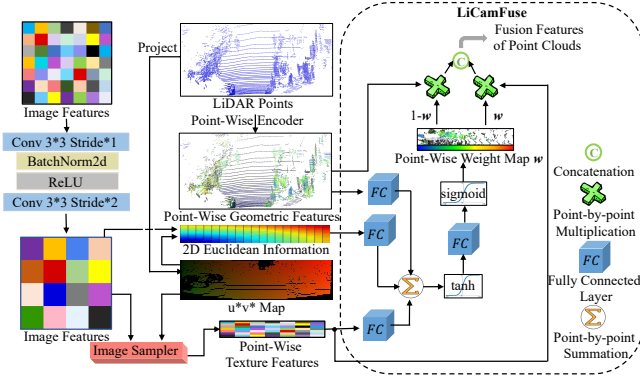 LiCamFuse
Fusion Features
of Point Clouds
C
Project
LiDAR Points
Point-Wise Encoder
Image Features
Conv 3*3 Stride*1
BatchNorm2d
ReLU
Conv 3*3 Stride*2
1-w
w
Point-Wise Weight Map w
C
Concatenation
Point-by-point
Multiplication
FC
Fully Connected
Layer
Σ
Point-by-point
Summation
Point-Wise Geometric Features
FC
sigmoid
2D Euclidean Information
FC
FC
Σ
tanh
u*v* Map
Image Features
Image Sampler
Point-Wise
Texture Features
FC